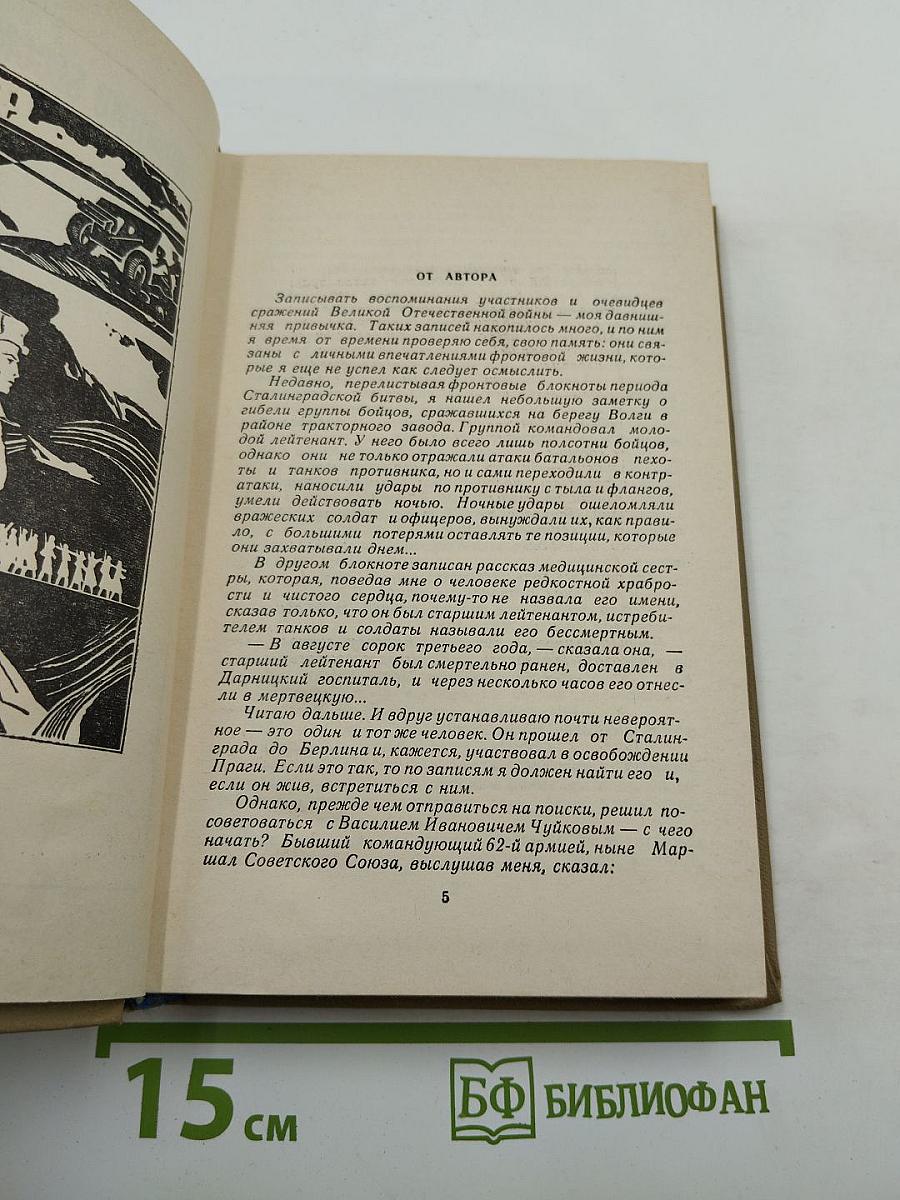 ОТ АВТОРА
Записывать воспоминания участников и очевидцев
сражений Великой Отечественной войны — моя давниш-
няя привычка. Таких записей накопилось много, и по ним
я время от времени проверяю себя, свою память: они свя-
заны с личными впечатлениями фронтовой жизни, кото-
рые я еще не успел как следует осмыслить.
Недавно, перелистывая фронтовые блокноты периода
Сталинградской битвы, я нашел небольшую заметку о
гибели группы бойцов, сражавшихся на берегу Волги в
районе тракторного завода. Группой командовал моло-
дой лейтенант. У него было всего лишь полсотни бойцов,
однако они не только отражали атаки батальонов пехо-
ты и танков противника, но и сами переходили в контр-
атаки, наносили удары по противнику с тыла и флангов,
умели действовать ночью. Ночные удары ошеломляли
вражеских солдат и офицеров, вынуждали их, как прави-
ло, с большими потерями оставлять те позиции, которые
они захватывали днем...
В другом блокноте записан рассказ медицинской сест-
ры, которая, поведав мне о человеке редкостной храбро-
сти и чистого сердца, почему-то не назвала его имени,
сказав только, что он был старшим лейтенантом, истреби-
телем танков и солдаты называли его бессмертным.
— В августе сорок третьего года, — сказала она, —
старший лейтенант был смертельно ранен, доставлен в
Дарницкий госпиталь, и через несколько часов его отнес-
ли в мертвецкую...
Читаю дальше. И вдруг устанавливаю почти невероят-
ное — это один и тот же человек. Он прошел от Сталин-
града до Берлина и, кажется, участвовал в освобождении
Праги. Если это так, то по записям я должен найти его и,
если он жив, встретиться с ним.
Однако, прежде чем отправиться на поиски, решил по-
советоваться с Василием Ивановичем Чуйковым — с чего
начать? Бывший командующий 62-й армией, ныне Мар-
шал Советского Союза, выслушав меня, сказал:
5
15 см
БФ БИБЛИОФАН